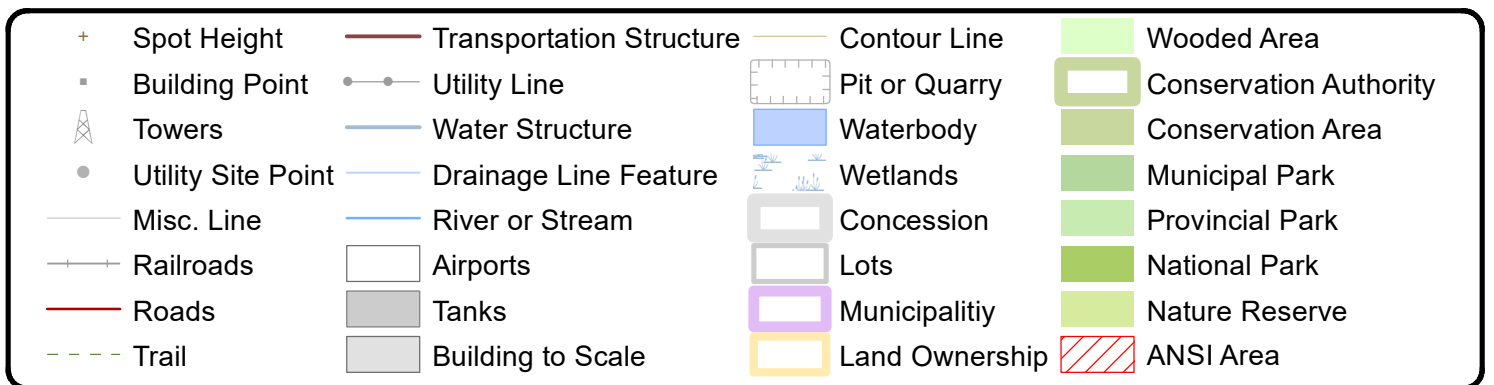 Spot Height
Building Point
Towers
Utility Site Point
Misc. Line
Railroads
Roads
Trail
Transportation Structure
Utility Line
Water Structure
Drainage Line Feature
River or Stream
Airports
Tanks
Building to Scale
Contour Line
Pit or Quarry
Waterbody
Wetlands
Concession
Lots
Municipalitiy
Land Ownership
Wooded Area
Conservation Authority
Conservation Area
Municipal Park
Provincial Park
National Park
Nature Reserve
ANSI Area